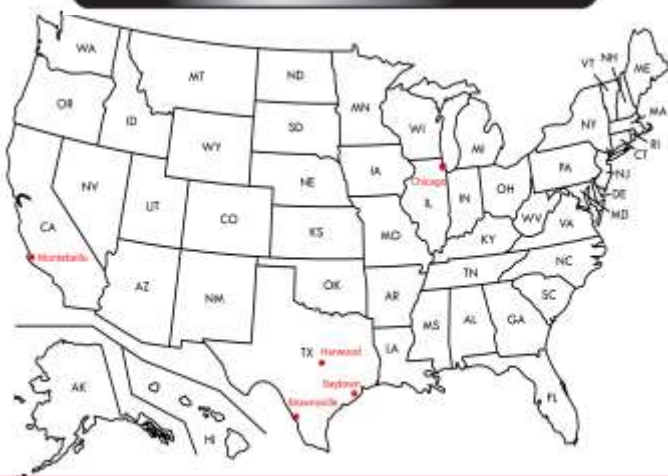 WA
MT
ND
MN
VT
NH
ME
OR
ID
SD
WI
MI
NY
MA
WY
IA
RI
CT
NE
Chicago
PA
NJ
NV
UT
CO
IL
IN
OH
DE
MD
CA
KS
MO
WV
VA
KY
Montebello
AZ
NM
OK
AR
TN
NC
SC
MS
AL
GA
TX
Harwood
LA
AK
Baytown
FL
Brownsville
HI